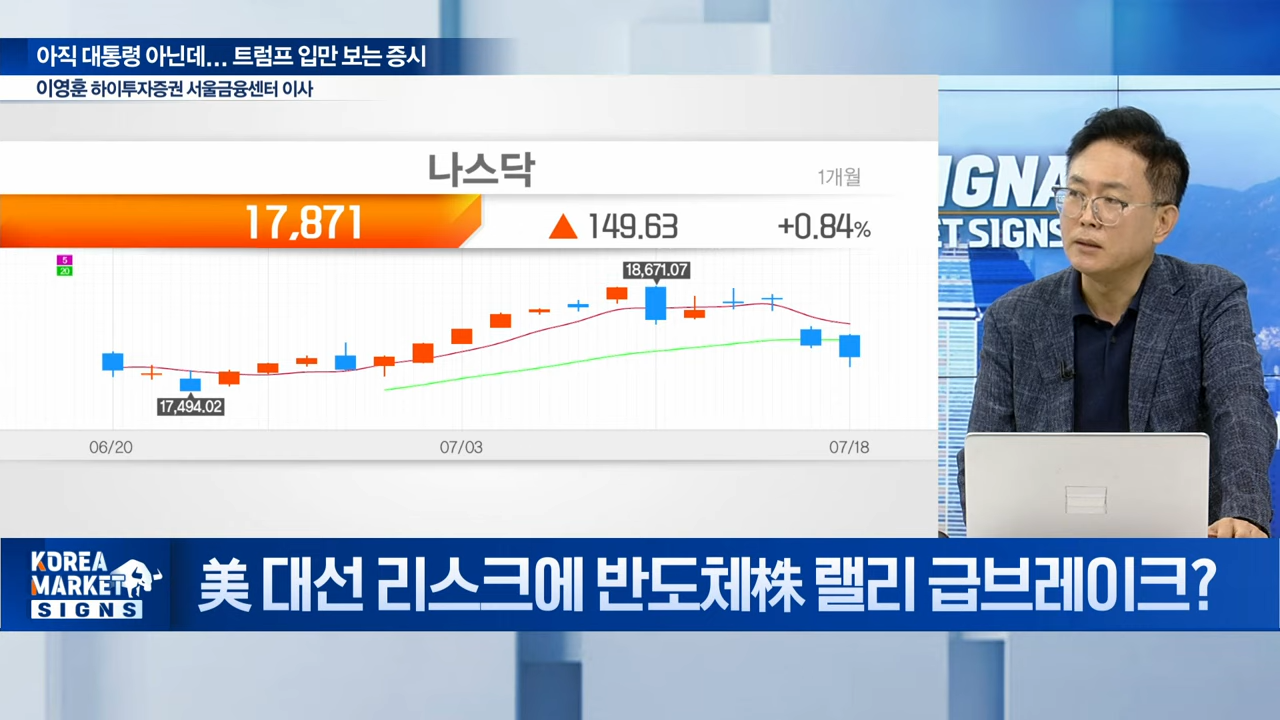 아직 대통령 아닌데... 트럼프 입만 보는 증시
이영훈 하이투자증권 서울금융센터 이사
나스닥
1개월
17,871
▲ 149.63
+0.84%
5
20
18,671.07
17,494.02
06/20
07/03
07/18
IGNA
ET SIGNS
KOREA
MARKET
SIGNS
美 대선 리스크에 반도체株 랠리 급브레이크?